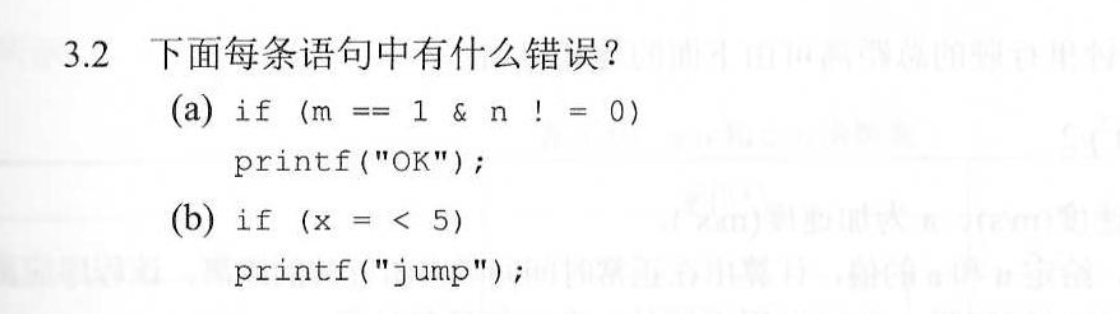 3.2 下面每条语句中有什么错误?
(a) if (m == 1 & n ! = 0)
printf("OK");
(b) if (x = < 5)
printf("jump");